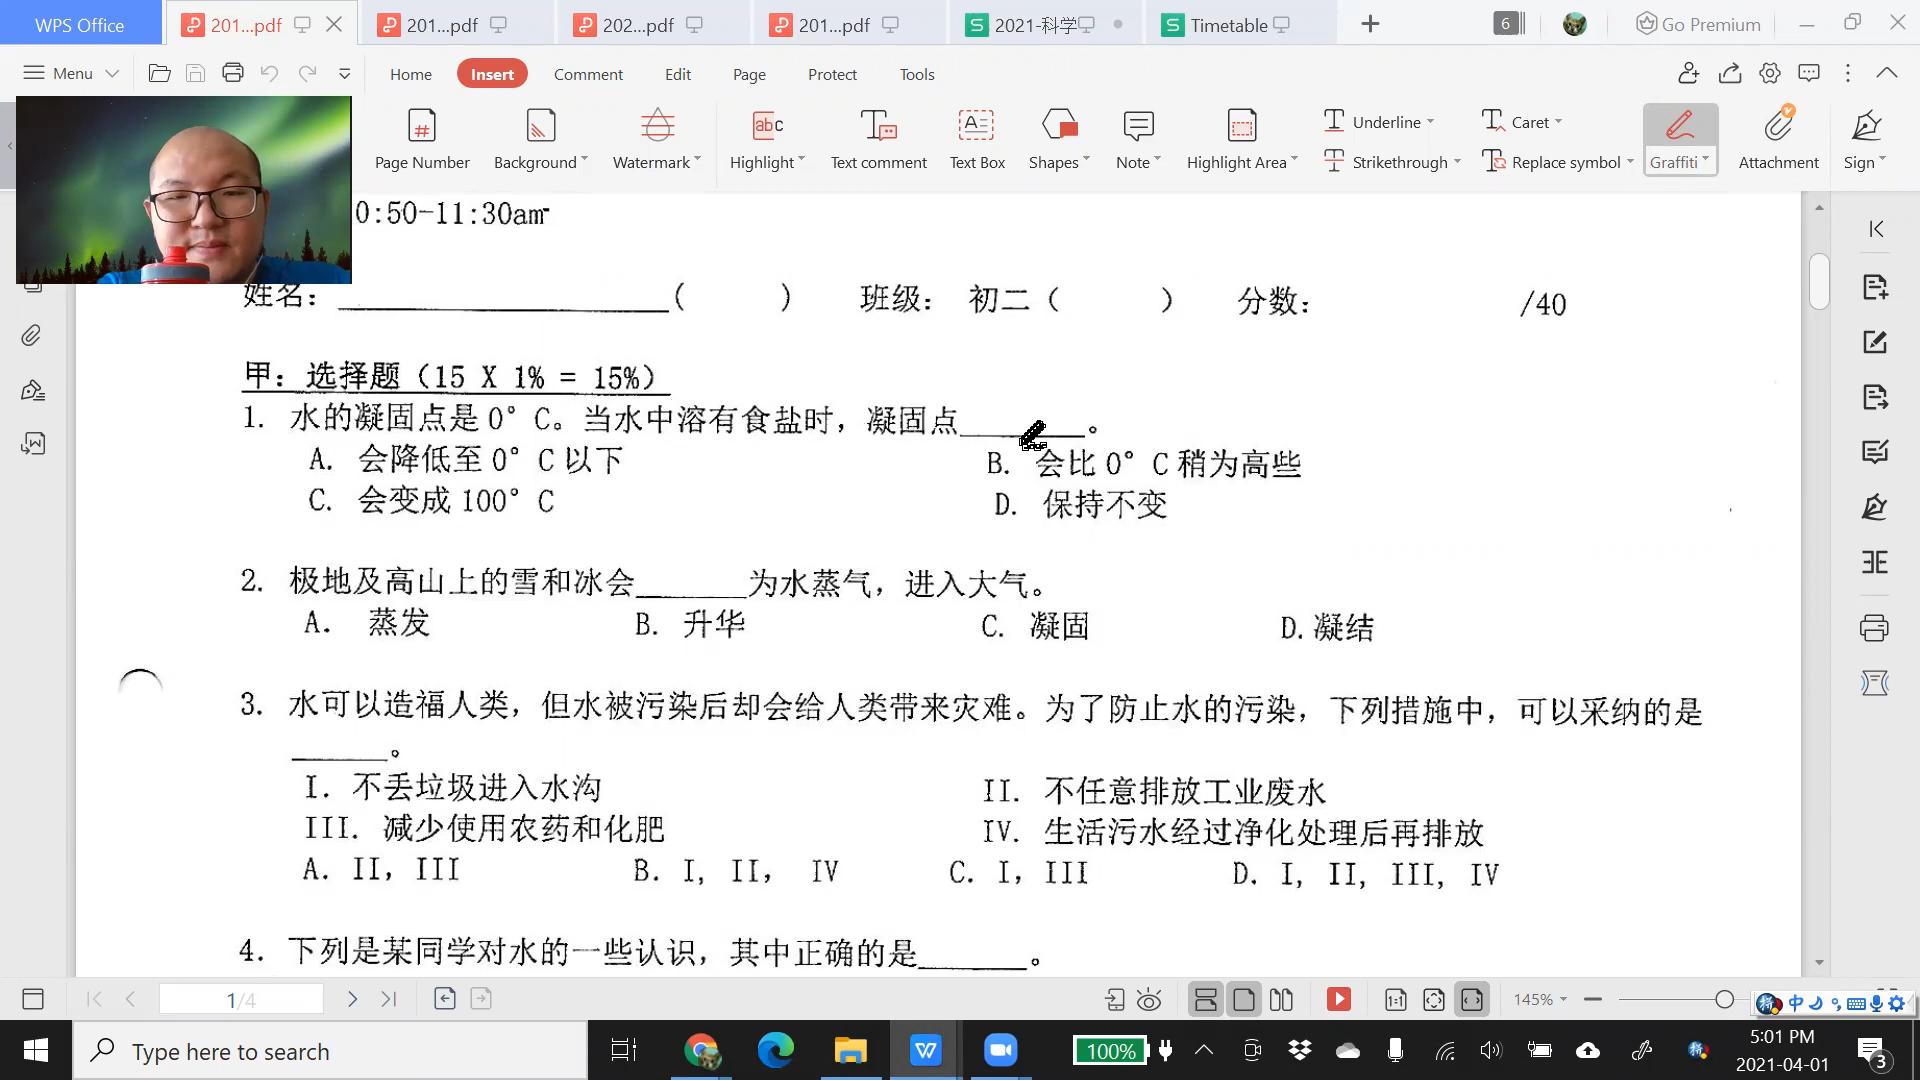 WPS Office 201...pdf 201...pdf 202...pdf 201...pdf 2021-科学 Timetable 6 Go Premium
Menu Home Insert Comment Edit Page Protect Tools
Page Number Background Watermark Highlight Text comment Text Box Shapes Note Highlight Area Underline Strikethrough Caret Replace symbol Graffiti Attachment Sign
0:50-11:30am
姓名：____________________( ) 班级： 初二（ ） 分数： /40
甲：选择题（15 X 1% = 15%）
1. 水的凝固点是 0° C。当水中溶有食盐时，凝固点________。
A. 会降低至 0° C 以下 B. 会比 0° C 稍为高些
C. 会变成 100° C D. 保持不变
2. 极地及高山上的雪和冰会_______为水蒸气，进入大气。
A. 蒸发 B. 升华 C. 凝固 D. 凝结
3. 水可以造福人类，但水被污染后却会给人类带来灾难。为了防止水的污染，下列措施中，可以采纳的是
______。
I. 不丢垃圾进入水沟 II. 不任意排放工业废水
III. 减少使用农药和化肥 IV. 生活污水经过净化处理后再排放
A. II, III B. I, II, IV C. I, III D. I, II, III, IV
4. 下列是某同学对水的一些认识，其中正确的是_______。
1/4 145% 中
Type here to search 100% 5:01 PM
2021-04-01 3